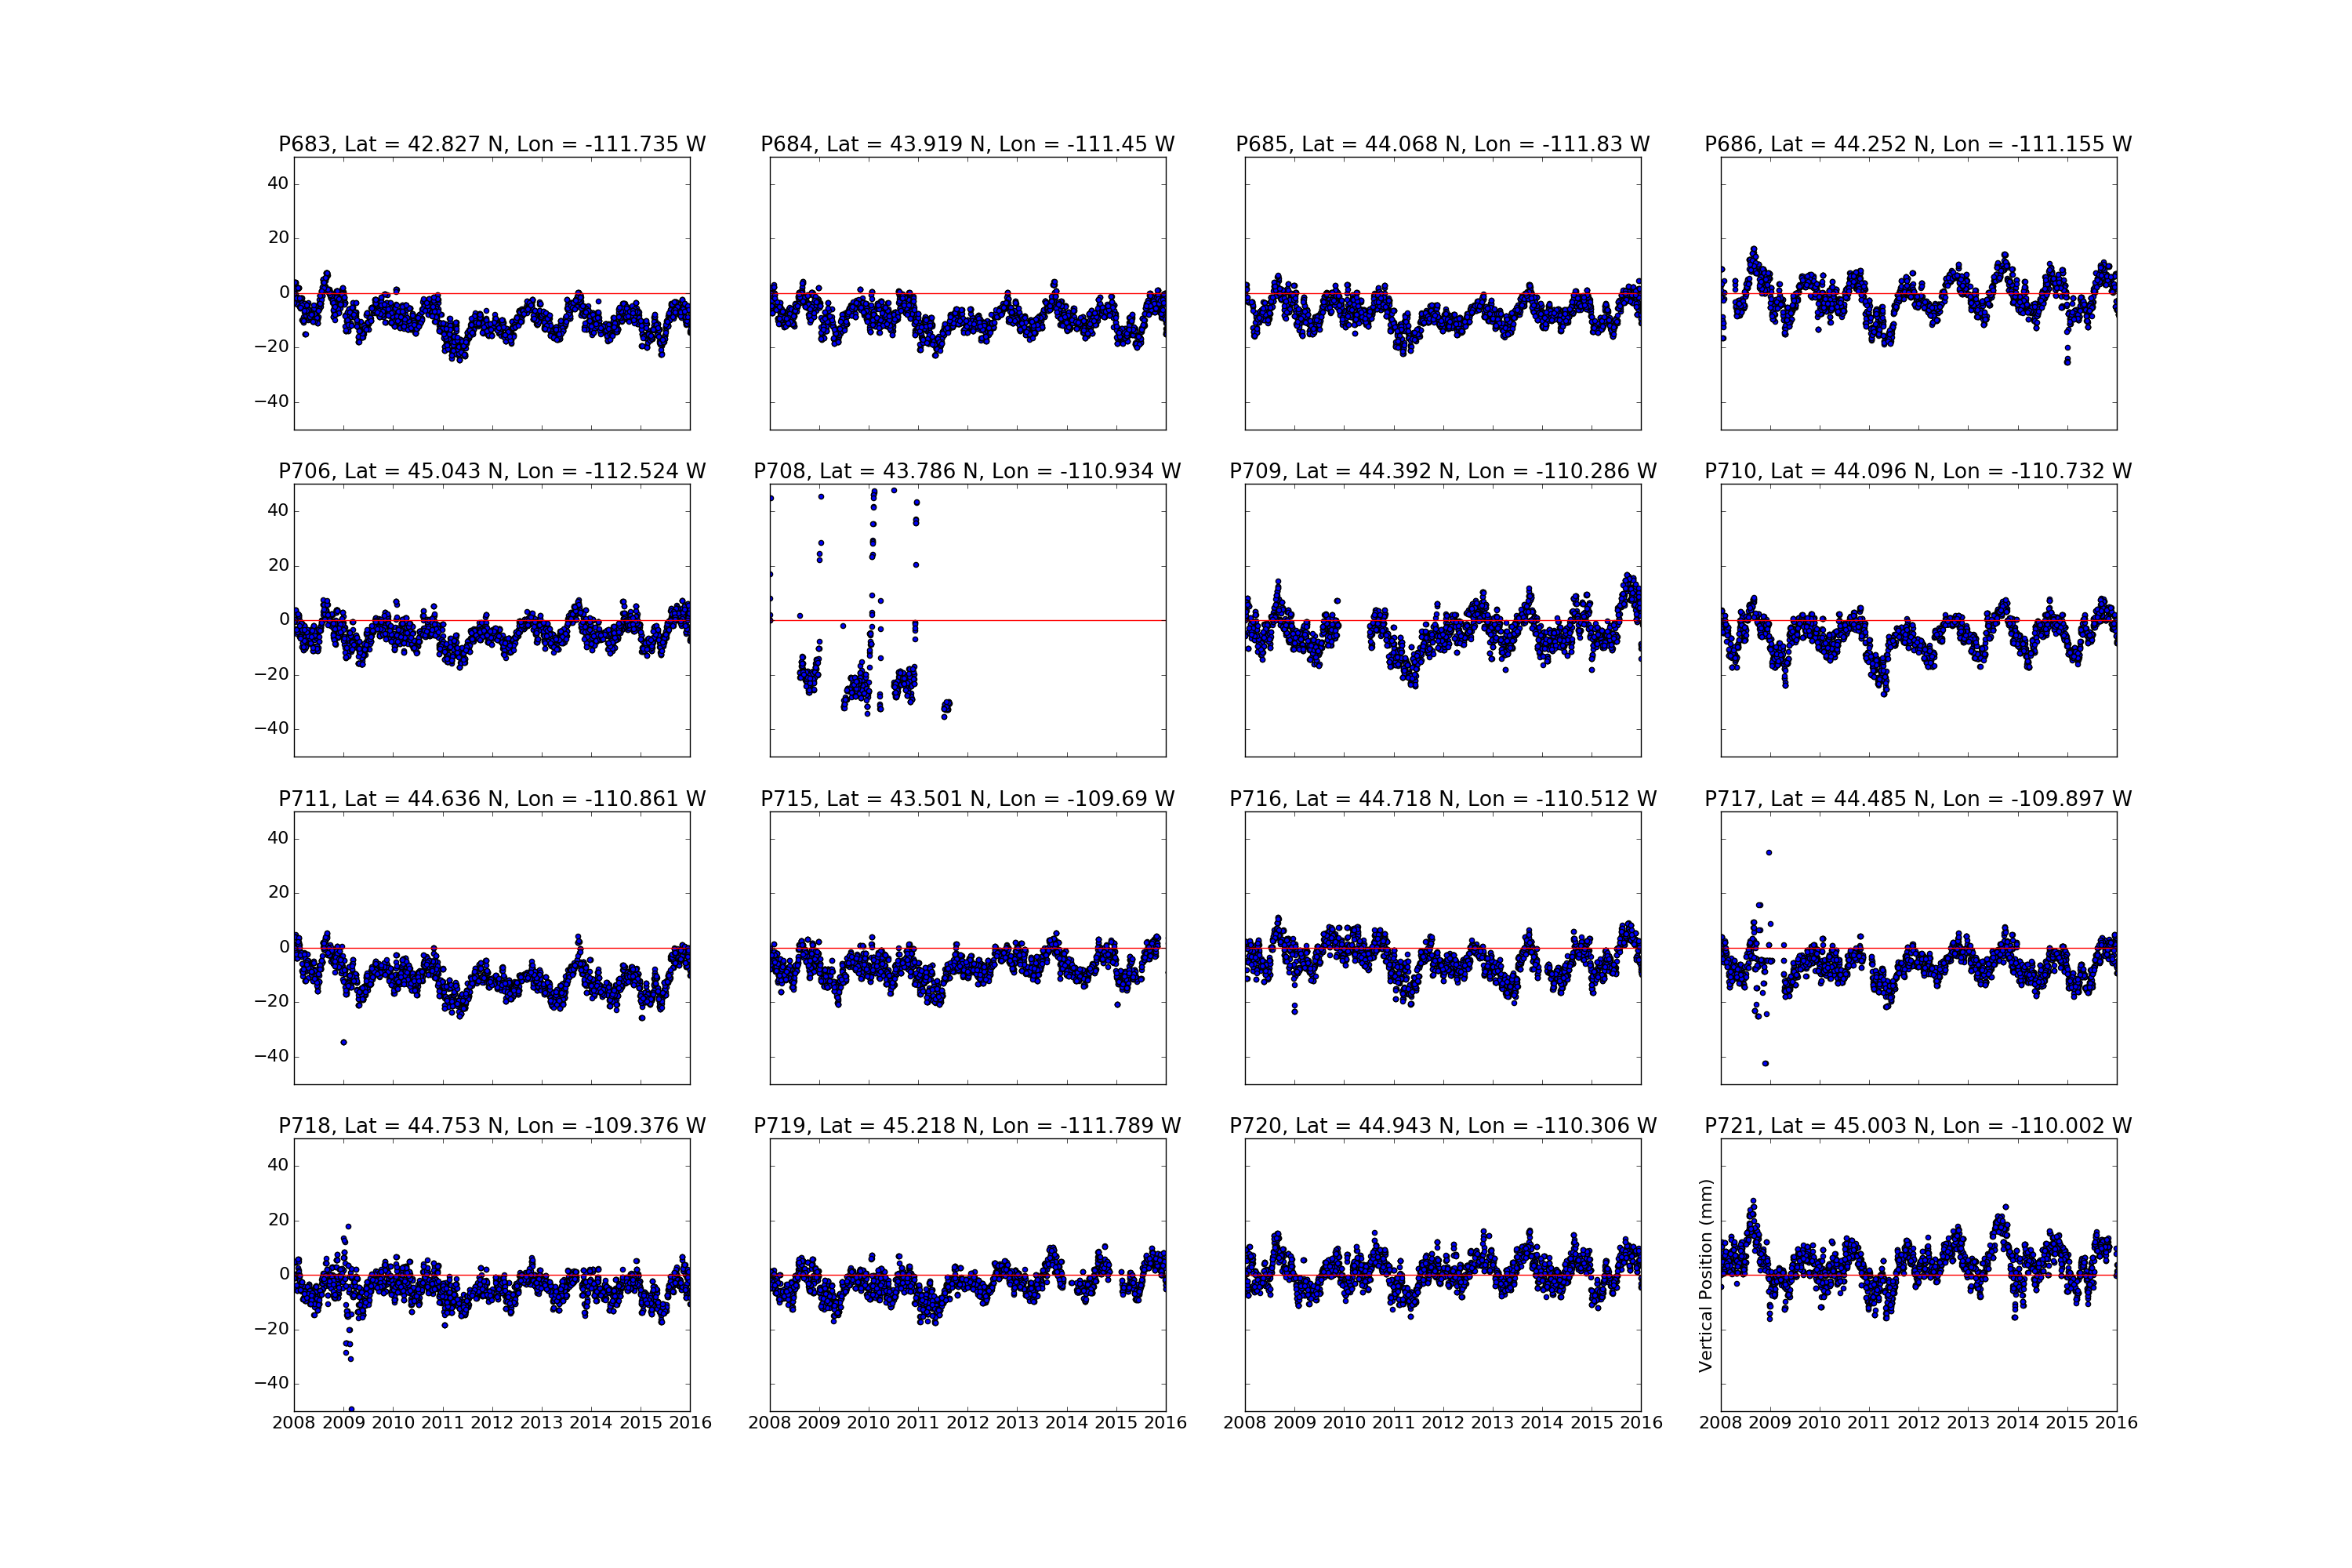 P683, Lat = 42.827 N, Lon = -111.735 W
P684, Lat = 43.919 N, Lon = -111.45 W
P685, Lat = 44.068 N, Lon = -111.83 W
P686, Lat = 44.252 N, Lon = -111.155 W
40
20
0
−20
−40
P706, Lat = 45.043 N, Lon = -112.524 W
P708, Lat = 43.786 N, Lon = -110.934 W
P709, Lat = 44.392 N, Lon = -110.286 W
P710, Lat = 44.096 N, Lon = -110.732 W
40
20
0
−20
−40
P711, Lat = 44.636 N, Lon = -110.861 W
P715, Lat = 43.501 N, Lon = -109.69 W
P716, Lat = 44.718 N, Lon = -110.512 W
P717, Lat = 44.485 N, Lon = -109.897 W
40
20
0
−20
−40
P718, Lat = 44.753 N, Lon = -109.376 W
P719, Lat = 45.218 N, Lon = -111.789 W
P720, Lat = 44.943 N, Lon = -110.306 W
P721, Lat = 45.003 N, Lon = -110.002 W
40
20
0
−20
−40
Vertical Position (mm)
2008 2009 2010 2011 2012 2013 2014 2015 2016
2008 2009 2010 2011 2012 2013 2014 2015 2016
2008 2009 2010 2011 2012 2013 2014 2015 2016
2008 2009 2010 2011 2012 2013 2014 2015 2016